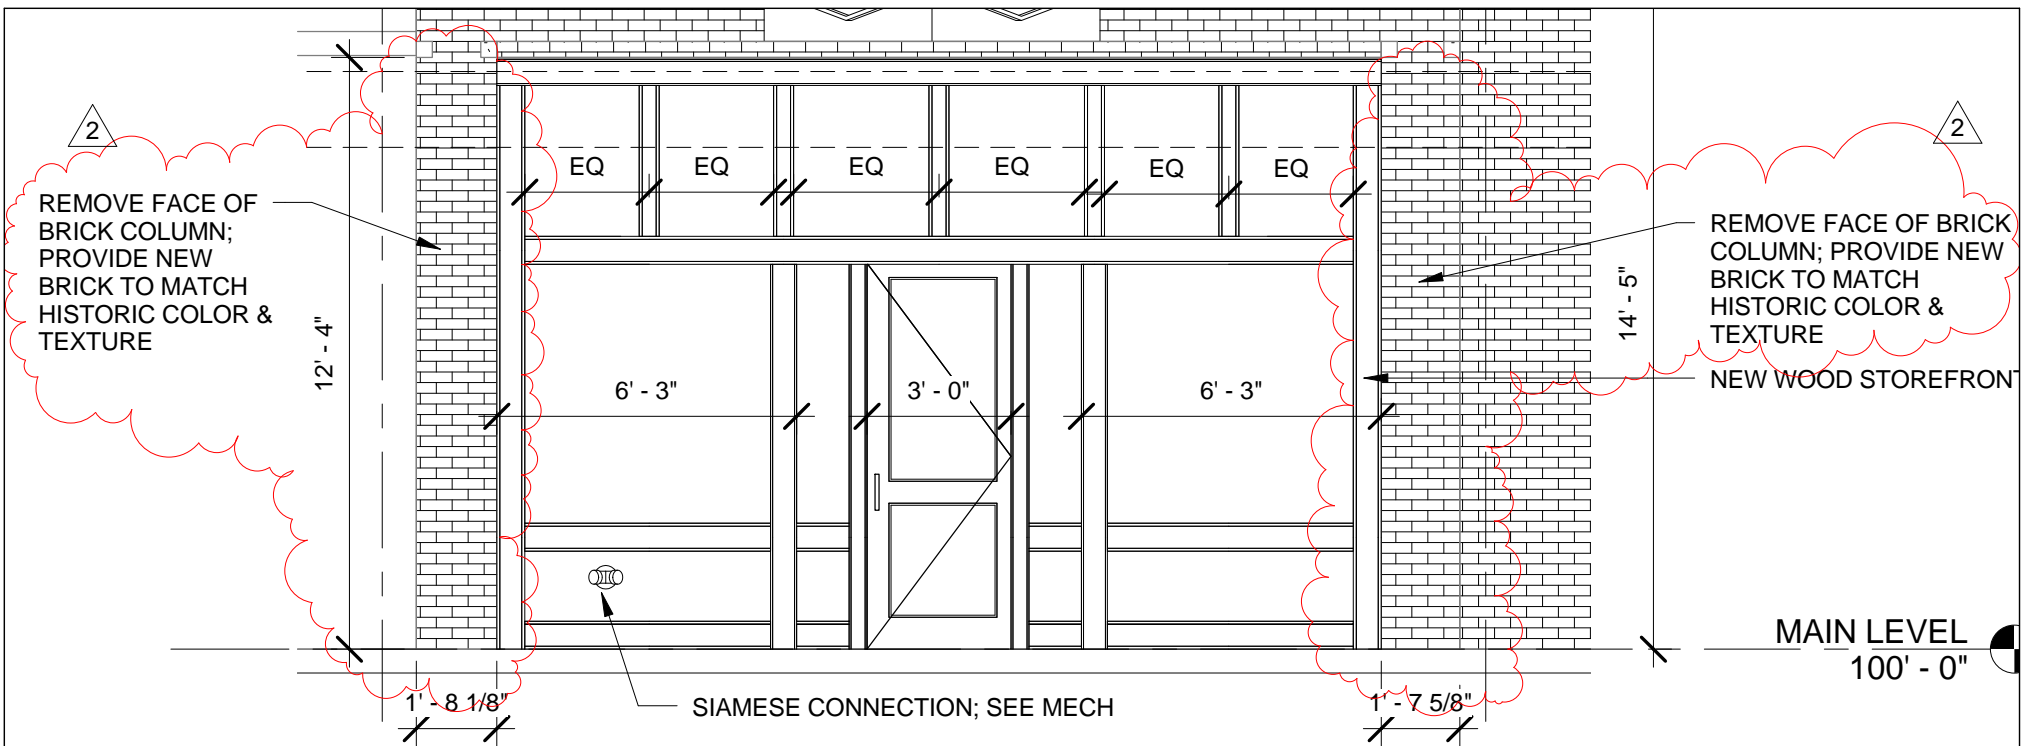 2
2
EQ
EQ
EQ
EQ
EQ
EQ
REMOVE FACE OF
BRICK COLUMN;
PROVIDE NEW
BRICK TO MATCH
HISTORIC COLOR &
TEXTURE
REMOVE FACE OF BRICK
COLUMN; PROVIDE NEW
BRICK TO MATCH
HISTORIC COLOR &
TEXTURE
12' - 4"
14' - 5"
NEW WOOD STOREFRONT
6' - 3"
3' - 0"
6' - 3"
MAIN LEVEL
100' - 0"
1' - 8 1/8"
SIAMESE CONNECTION; SEE MECH
1' - 7 5/8"